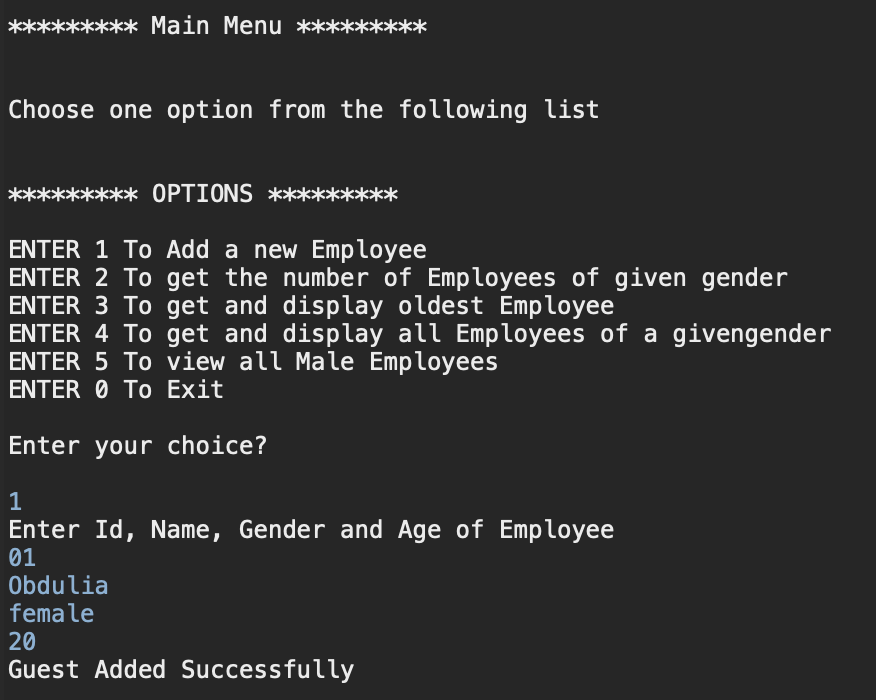 ********* Main Menu *********
Choose one option from the following list
********* OPTIONS *********
ENTER 1 To Add a new Employee
ENTER 2 To get the number of Employees of given gender
ENTER 3 To get and display oldest Employee
ENTER 4 To get and display all Employees of a givengender
ENTER 5 To view all Male Employees
ENTER 0 To Exit
Enter your choice?
1
Enter Id, Name, Gender and Age of Employee
01
Obdulia
female
20
Guest Added Successfully